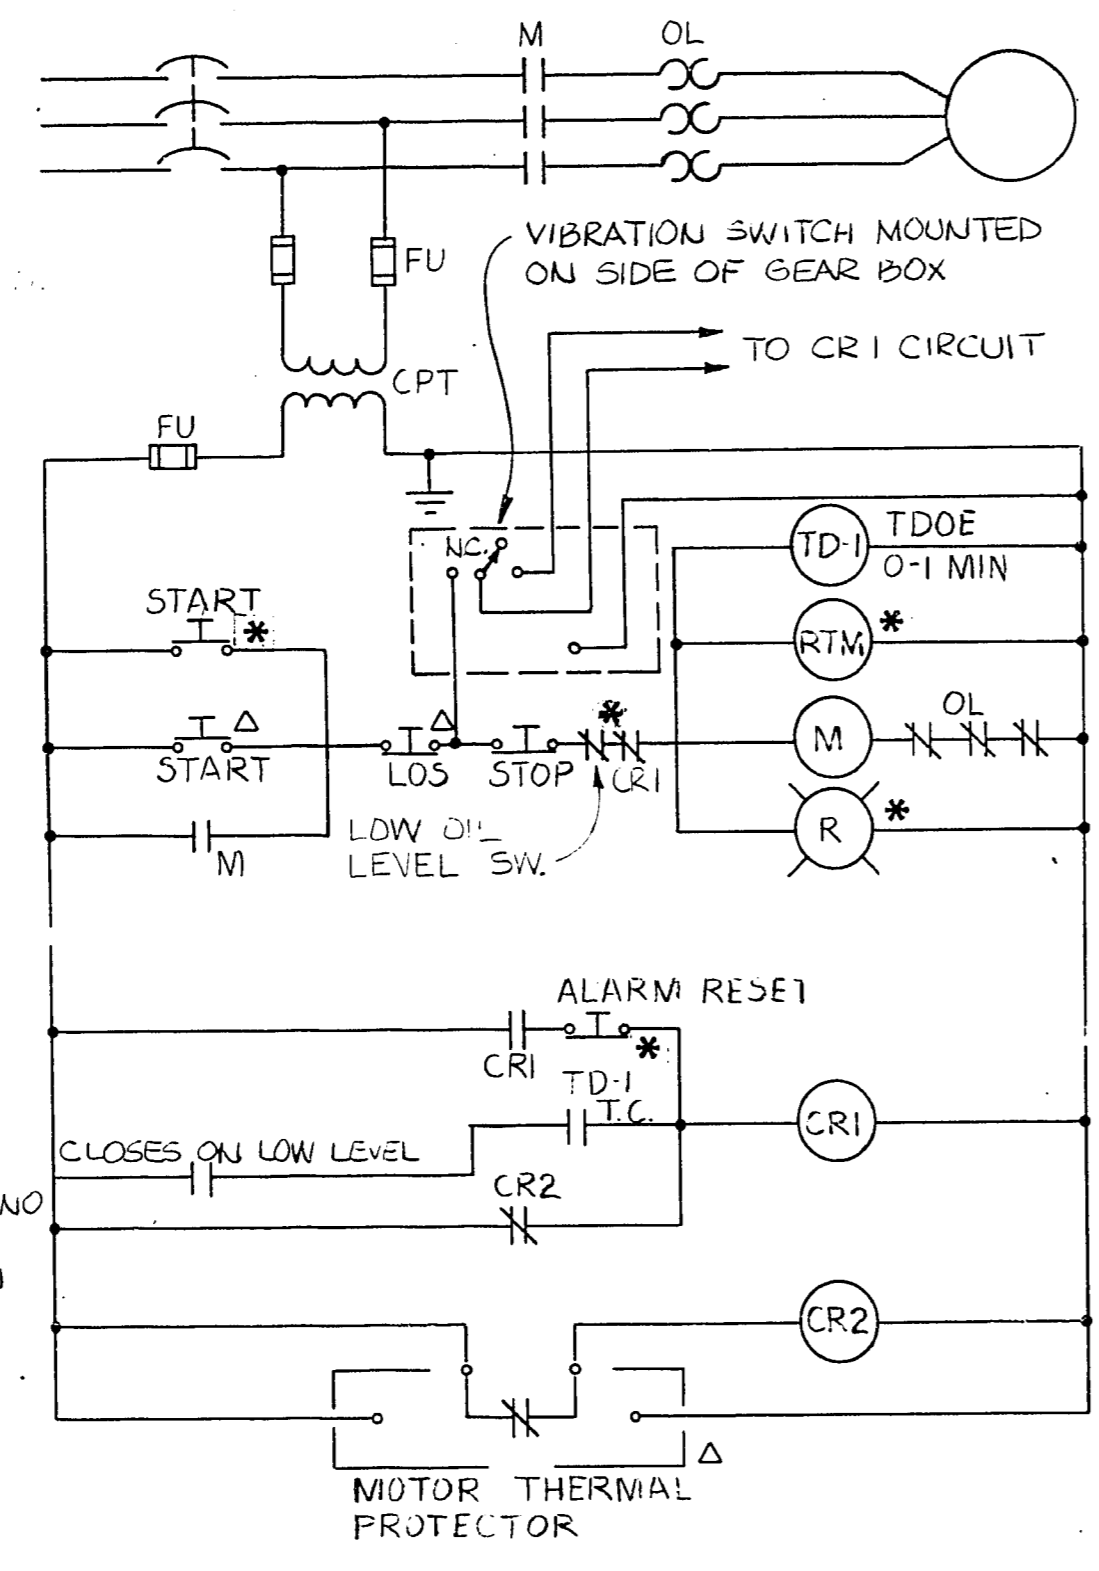 M
OL
FU
VIBRATION SWITCH MOUNTED
ON SIDE OF GEAR BOX
TO CR1 CIRCUIT
CPT
FU
N.C.
TD-1
TDOE
0-1 MIN
START
*
RTM
*
START
Δ
LOS
Δ
STOP
*
CR1
M
OL
M
LOW OIL
LEVEL SW.
R
*
ALARM RESET
CR1
*
TD-1
T.C.
CR1
CLOSES ON LOW LEVEL
NO
CR2
CR2
Δ
MOTOR THERMAL
PROTECTOR